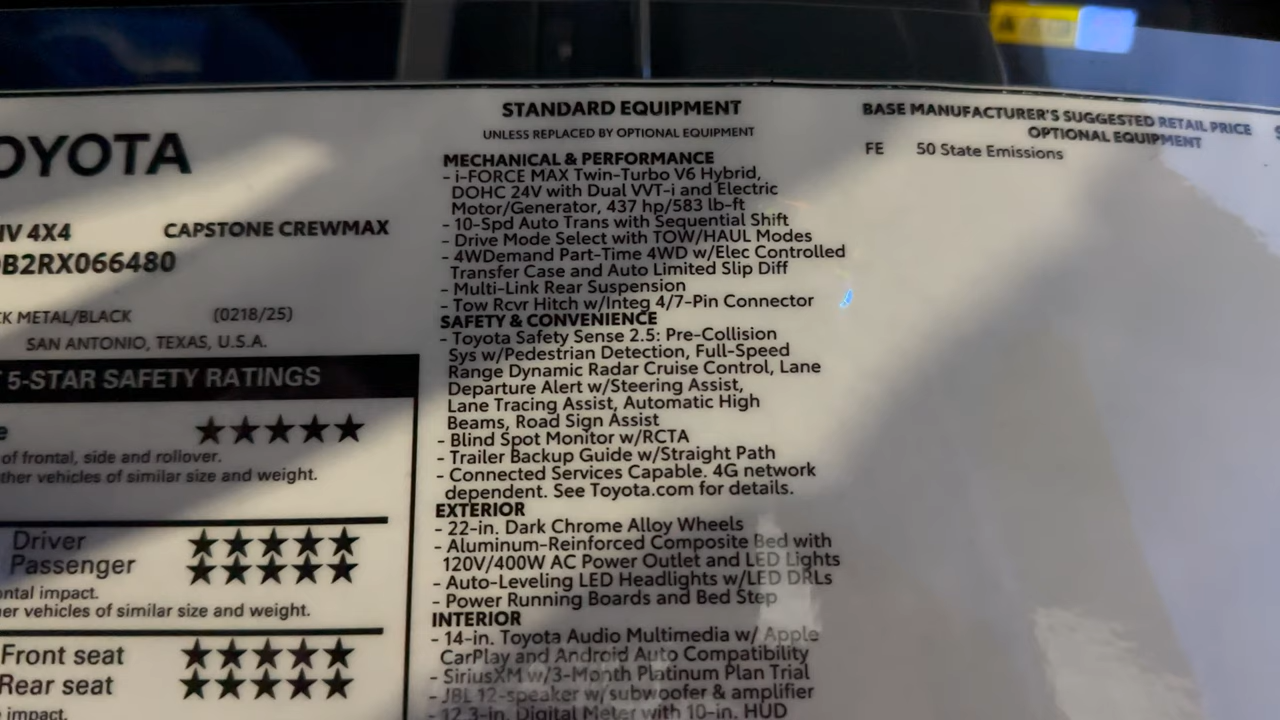 OYOTA
IV 4X4 CAPSTONE CREWMAX
B2RX066480
CK METAL/BLACK (0218/25)
SAN ANTONIO, TEXAS, U.S.A.
5-STAR SAFETY RATINGS
★★★★★
of frontal, side and rollover.
ther vehicles of similar size and weight.
Driver ★★★★★
Passenger ★★★★★
ntal impact.
er vehicles of similar size and weight.
Front seat ★★★★★
Rear seat ★★★★★
impact.
STANDARD EQUIPMENT
UNLESS REPLACED BY OPTIONAL EQUIPMENT
MECHANICAL & PERFORMANCE
- i-FORCE MAX Twin-Turbo V6 Hybrid,
DOHC 24V with Dual VVT-i and Electric
Motor/Generator, 437 hp/583 lb-ft
- 10-Spd Auto Trans with Sequential Shift
- Drive Mode Select with TOW/HAUL Modes
- 4WDemand Part-Time 4WD w/Elec Controlled
Transfer Case and Auto Limited Slip Diff
- Multi-Link Rear Suspension
- Tow Rcvr Hitch w/Integ 4/7-Pin Connector
SAFETY & CONVENIENCE
- Toyota Safety Sense 2.5: Pre-Collision
Sys w/Pedestrian Detection, Full-Speed
Range Dynamic Radar Cruise Control, Lane
Departure Alert w/Steering Assist,
Lane Tracing Assist, Automatic High
Beams, Road Sign Assist
- Blind Spot Monitor w/RCTA
- Trailer Backup Guide w/Straight Path
- Connected Services Capable. 4G network
dependent. See Toyota.com for details.
EXTERIOR
- 22-in. Dark Chrome Alloy Wheels
- Aluminum-Reinforced Composite Bed with
120V/400W AC Power Outlet and LED Lights
- Auto-Leveling LED Headlights w/LED DRLs
- Power Running Boards and Bed Step
INTERIOR
- 14-in. Toyota Audio Multimedia w/ Apple
CarPlay and Android Auto Compatibility
- SiriusXM w/3-Month Platinum Plan Trial
- JBL 12-speaker w/ subwoofer & amplifier
- 12.3-in. Digital Meter with 10-in. HUD
BASE MANUFACTURER'S SUGGESTED RETAIL PRICE
OPTIONAL EQUIPMENT
FE 50 State Emissions